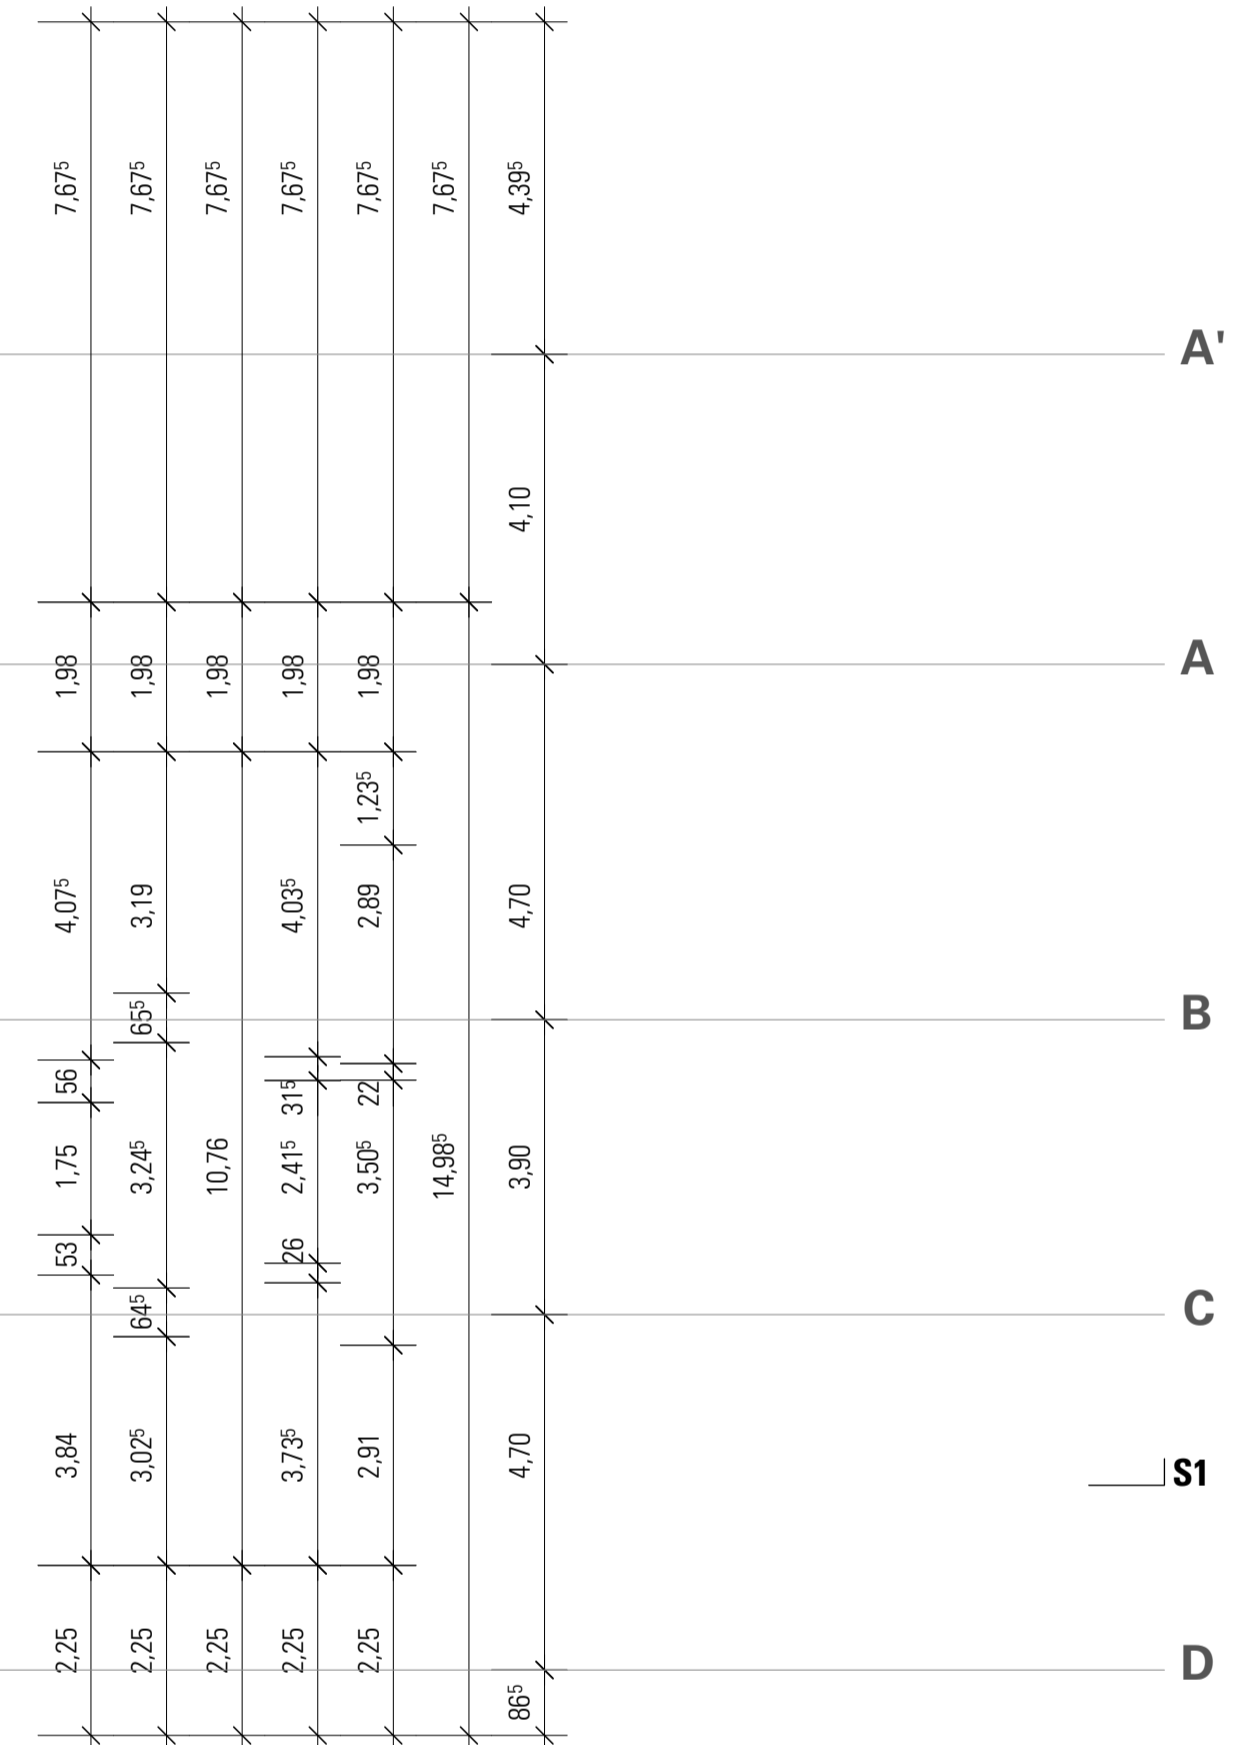 7,67⁵ 7,67⁵ 7,67⁵ 7,67⁵ 7,67⁵ 7,67⁵ 4,39⁵
A'
4,10
1,98 1,98 1,98 1,98 1,98
A
1,23⁵
4,07⁵ 3,19 4,03⁵ 2,89 4,70
65⁵
B
56 31⁵ 22
1,75 3,24⁵ 10,76 2,41⁵ 3,50⁵ 14,98⁵ 3,90
53 26
64⁵
C
3,84 3,02⁵ 3,73⁵ 2,91 4,70
S1
2,25 2,25 2,25 2,25 2,25
D
86⁵